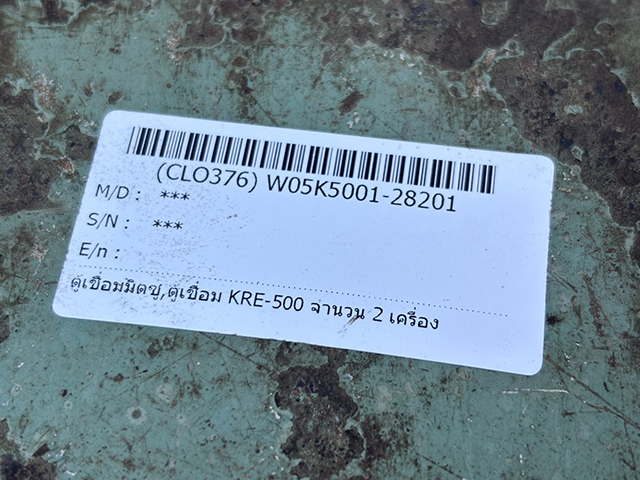 (CLO376) W05K5001-28201
M/D : ***
S/N : ***
E/n :
ตู้เชื่อมมิตซู,ตู้เชื่อม KRE-500 จำนวน 2 เครื่อง